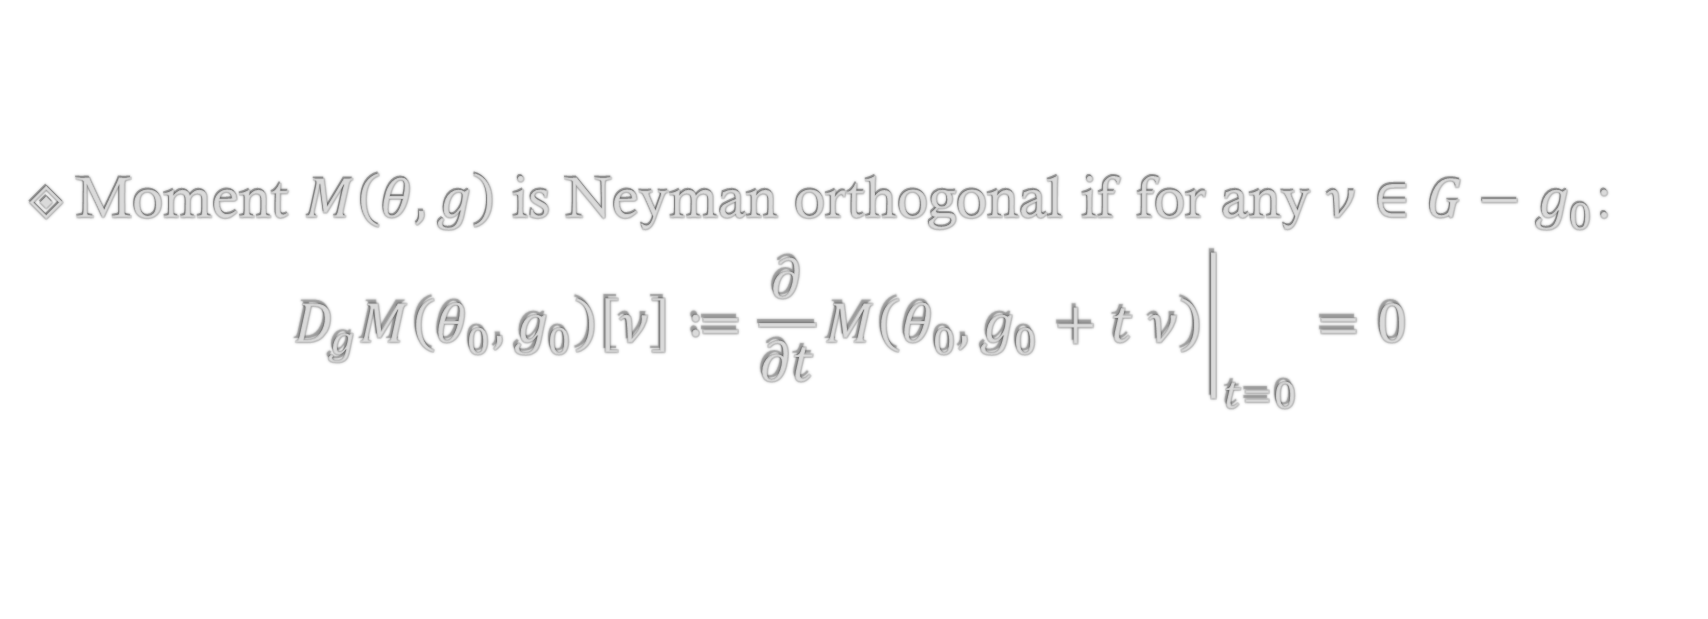 ◈ Moment M(θ, g) is Neyman orthogonal if for any ν ∈ G − g₀:
D_g M(θ₀, g₀)[ν] := ∂/∂t M(θ₀, g₀ + t ν)|_{t=0} = 0